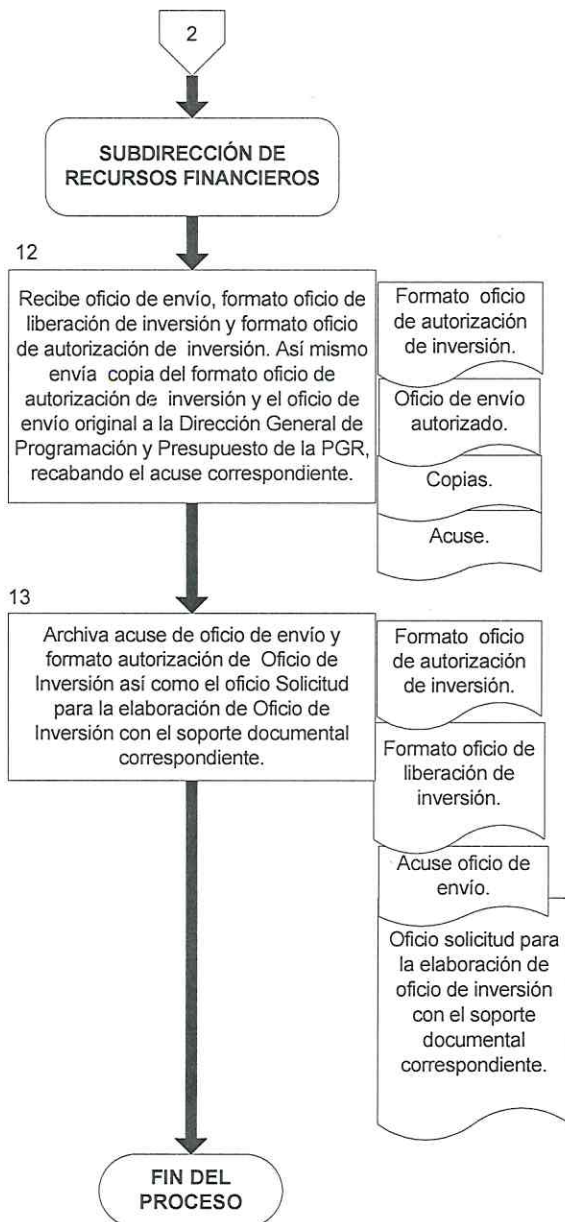 2
SUBDIRECCIÓN DE
RECURSOS FINANCIEROS
12
Recibe oficio de envío, formato oficio de
liberación de inversión y formato oficio
de autorización de inversión. Así mismo
envía copia del formato oficio de
autorización de inversión y el oficio de
envío original a la Dirección General de
Programación y Presupuesto de la PGR,
recabando el acuse correspondiente.
Formato oficio
de autorización
de inversión.
Oficio de envío
autorizado.
Copias.
Acuse.
13
Archiva acuse de oficio de envío y
formato autorización de Oficio de
Inversión así como el oficio Solicitud
para la elaboración de Oficio de
Inversión con el soporte documental
correspondiente.
Formato oficio
de autorización
de inversión.
Formato oficio de
liberación de
inversión.
Acuse oficio de
envío.
Oficio solicitud para
la elaboración de
oficio de inversión
con el soporte
documental
correspondiente.
FIN DEL
PROCESO